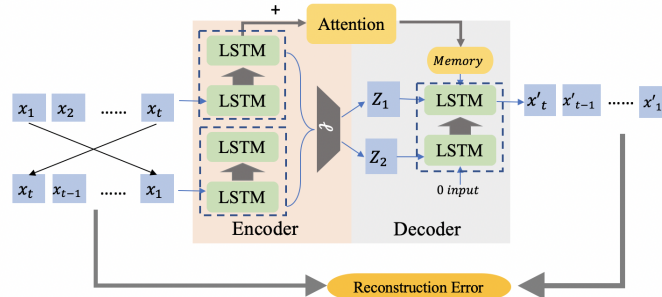 +
Attention
LSTM
Memory
x₁ x₂ ...... xₜ
LSTM
Z₁
LSTM
x'ₜ x'ₜ₋₁ ...... x'₁
LSTM
Z₂
LSTM
xₜ xₜ₋₁ ...... x₁
LSTM
0 input
Encoder
Decoder
Reconstruction Error